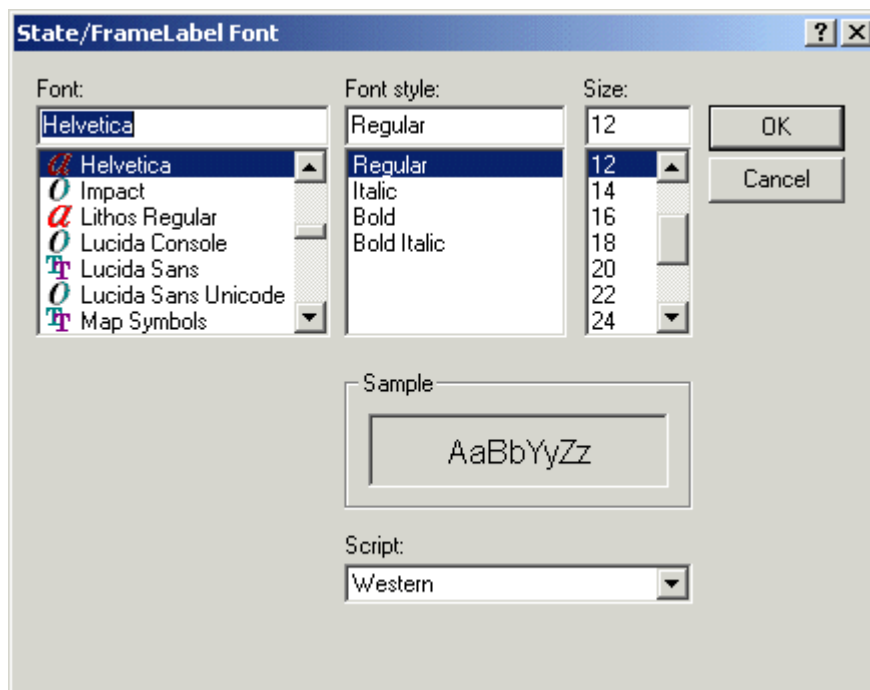 State/FrameLabel Font
Font:
Helvetica
Helvetica
Impact
Lithos Regular
Lucida Console
Lucida Sans
Lucida Sans Unicode
Map Symbols
Font style:
Regular
Regular
Italic
Bold
Bold Italic
Size:
12
12
14
16
18
20
22
24
OK
Cancel
Sample
AaBbYyZz
Script:
Western